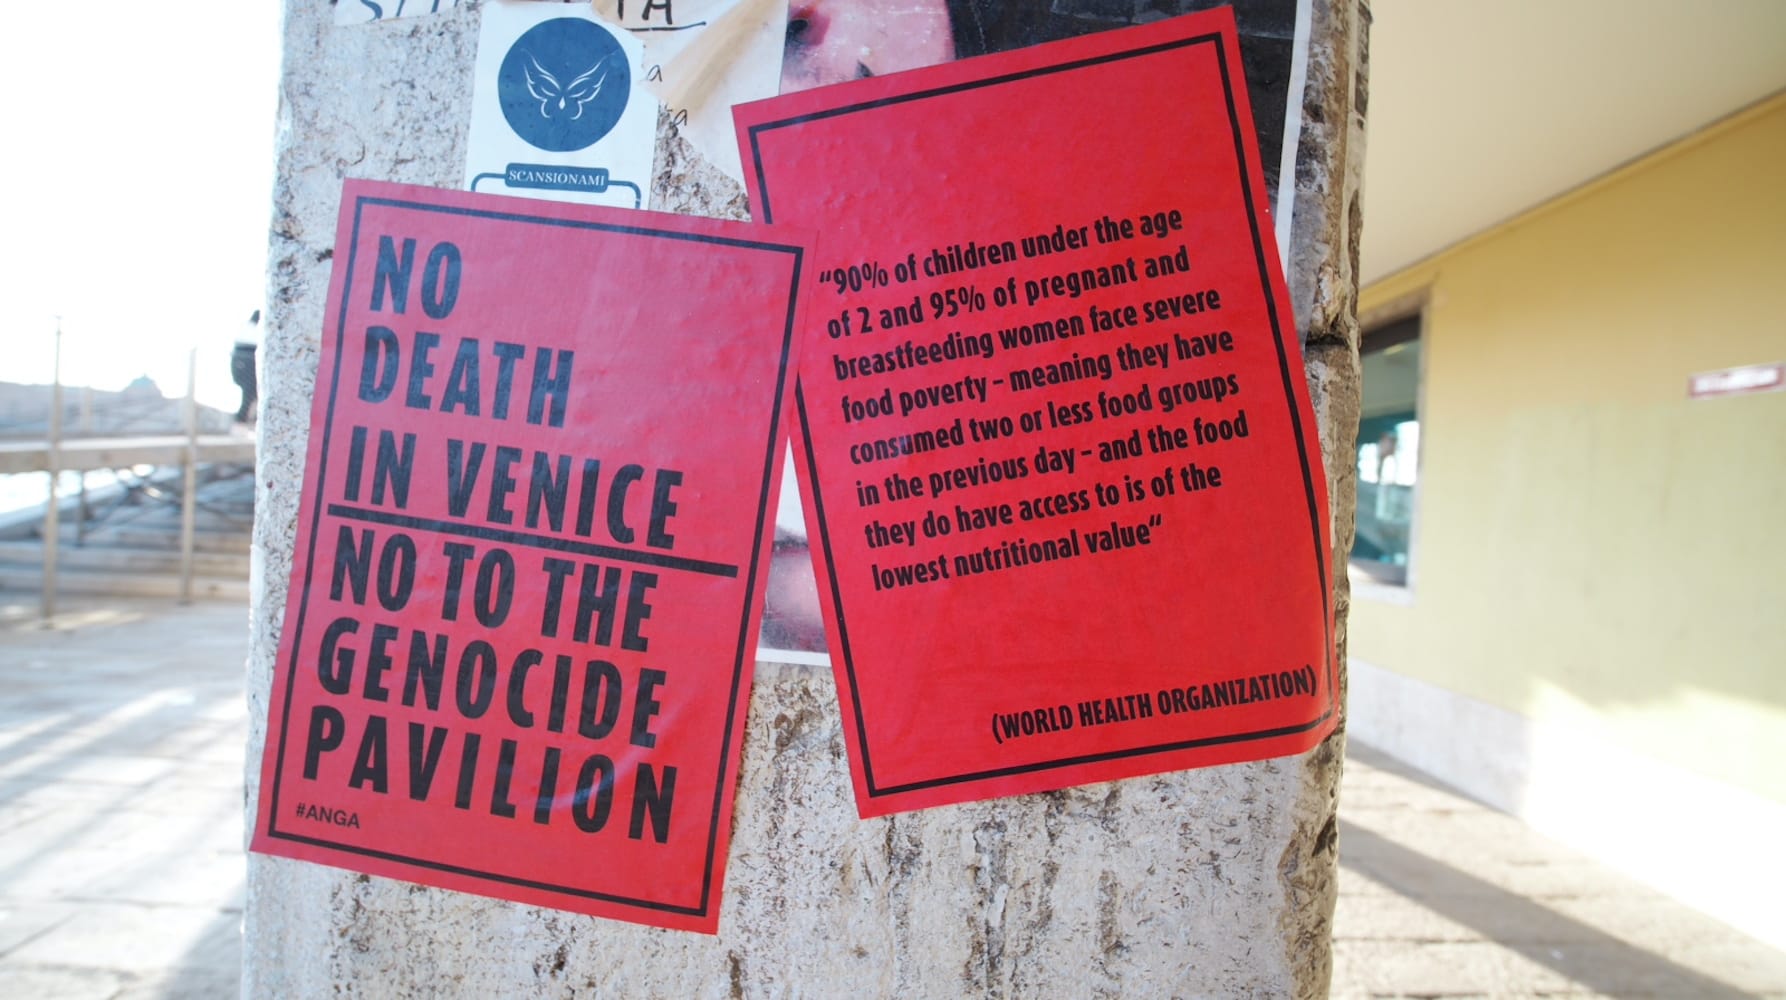 SCANSIONAMI
NO
DEATH
IN VENICE
NO TO THE
GENOCIDE
PAVILION
#ANGA
“90% of children under the age
of 2 and 95% of pregnant and
breastfeeding women face severe
food poverty - meaning they have
consumed two or less food groups
in the previous day - and the food
they do have access to is of the
lowest nutritional value“
(WORLD HEALTH ORGANIZATION)